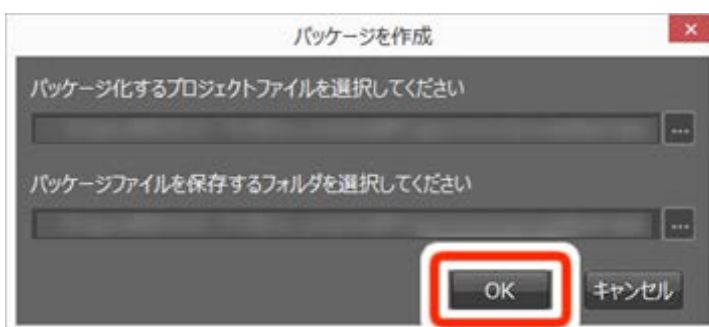 パッケージを作成
パッケージ化するプロジェクトファイルを選択してください
...
パッケージファイルを保存するフォルダを選択してください
...
OK キャンセル